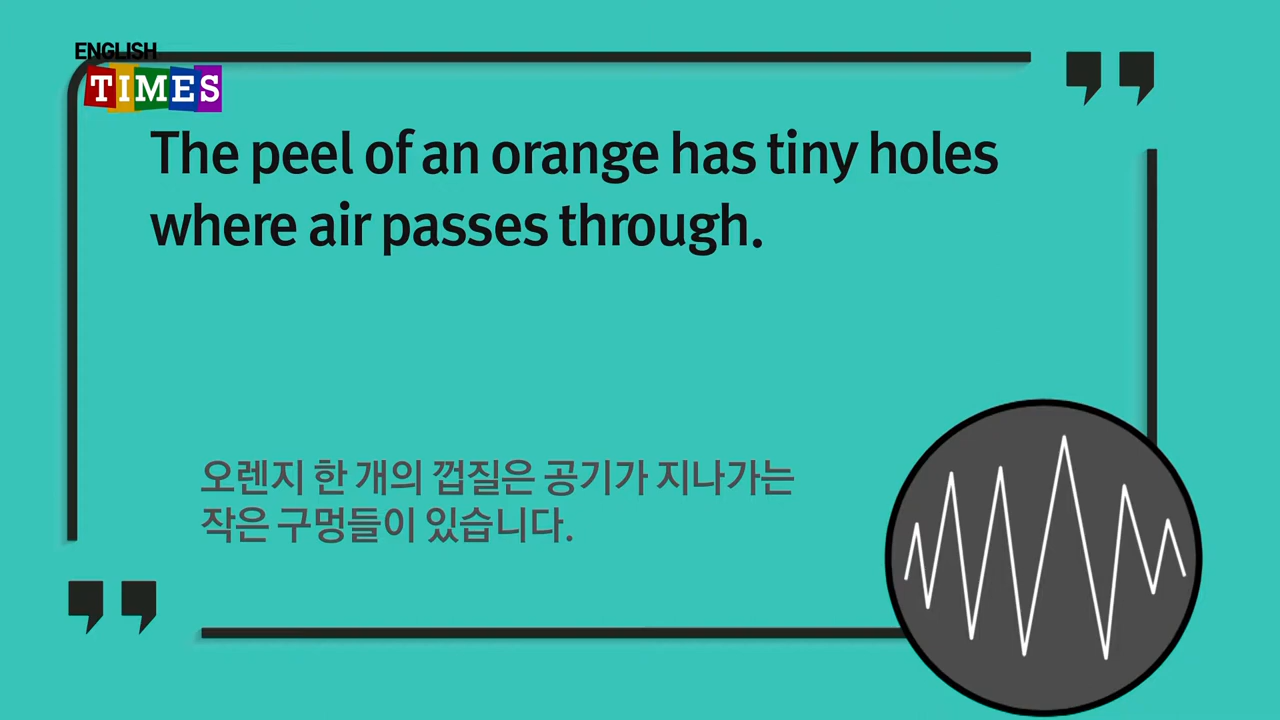 ENGLISH
TIMES
The peel of an orange has tiny holes
where air passes through.
오렌지 한 개의 껍질은 공기가 지나가는
작은 구멍들이 있습니다.